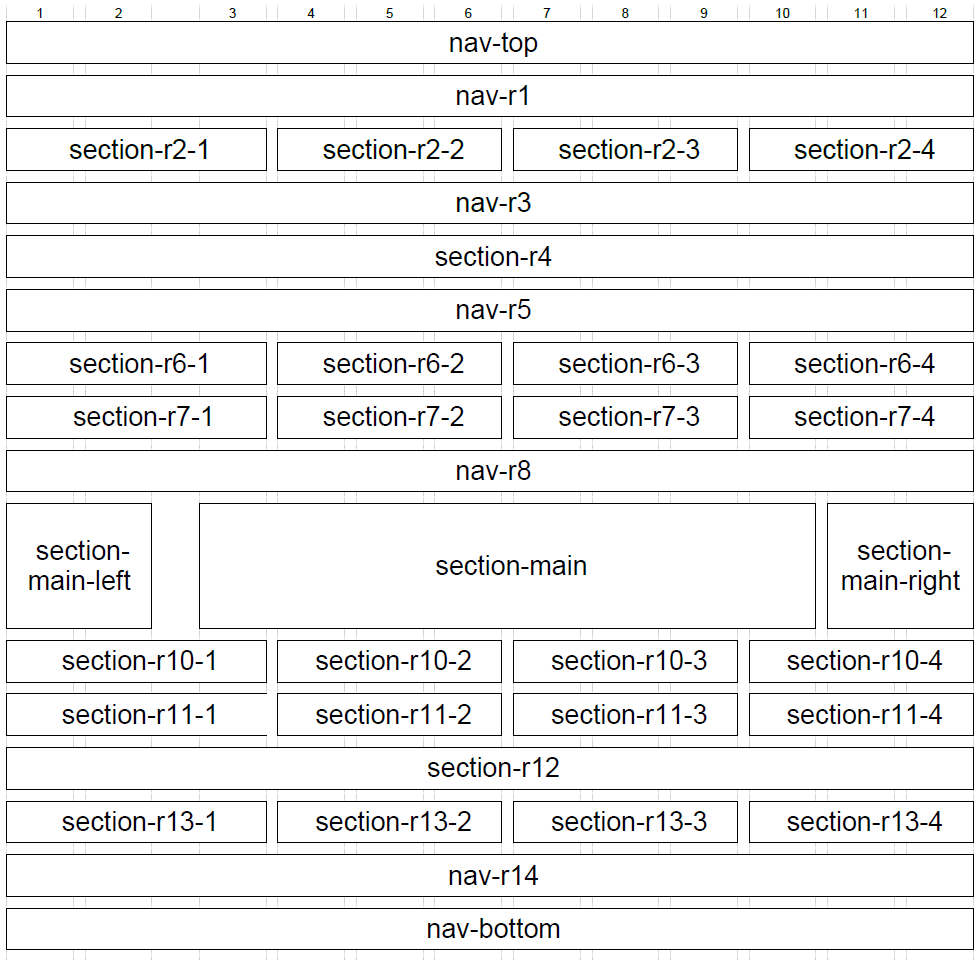 1 2 3 4 5 6 7 8 9 10 11 12
nav-top
nav-r1
section-r2-1 section-r2-2 section-r2-3 section-r2-4
nav-r3
section-r4
nav-r5
section-r6-1 section-r6-2 section-r6-3 section-r6-4
section-r7-1 section-r7-2 section-r7-3 section-r7-4
nav-r8
section-
main-left
section-main
section-
main-right
section-r10-1 section-r10-2 section-r10-3 section-r10-4
section-r11-1 section-r11-2 section-r11-3 section-r11-4
section-r12
section-r13-1 section-r13-2 section-r13-3 section-r13-4
nav-r14
nav-bottom